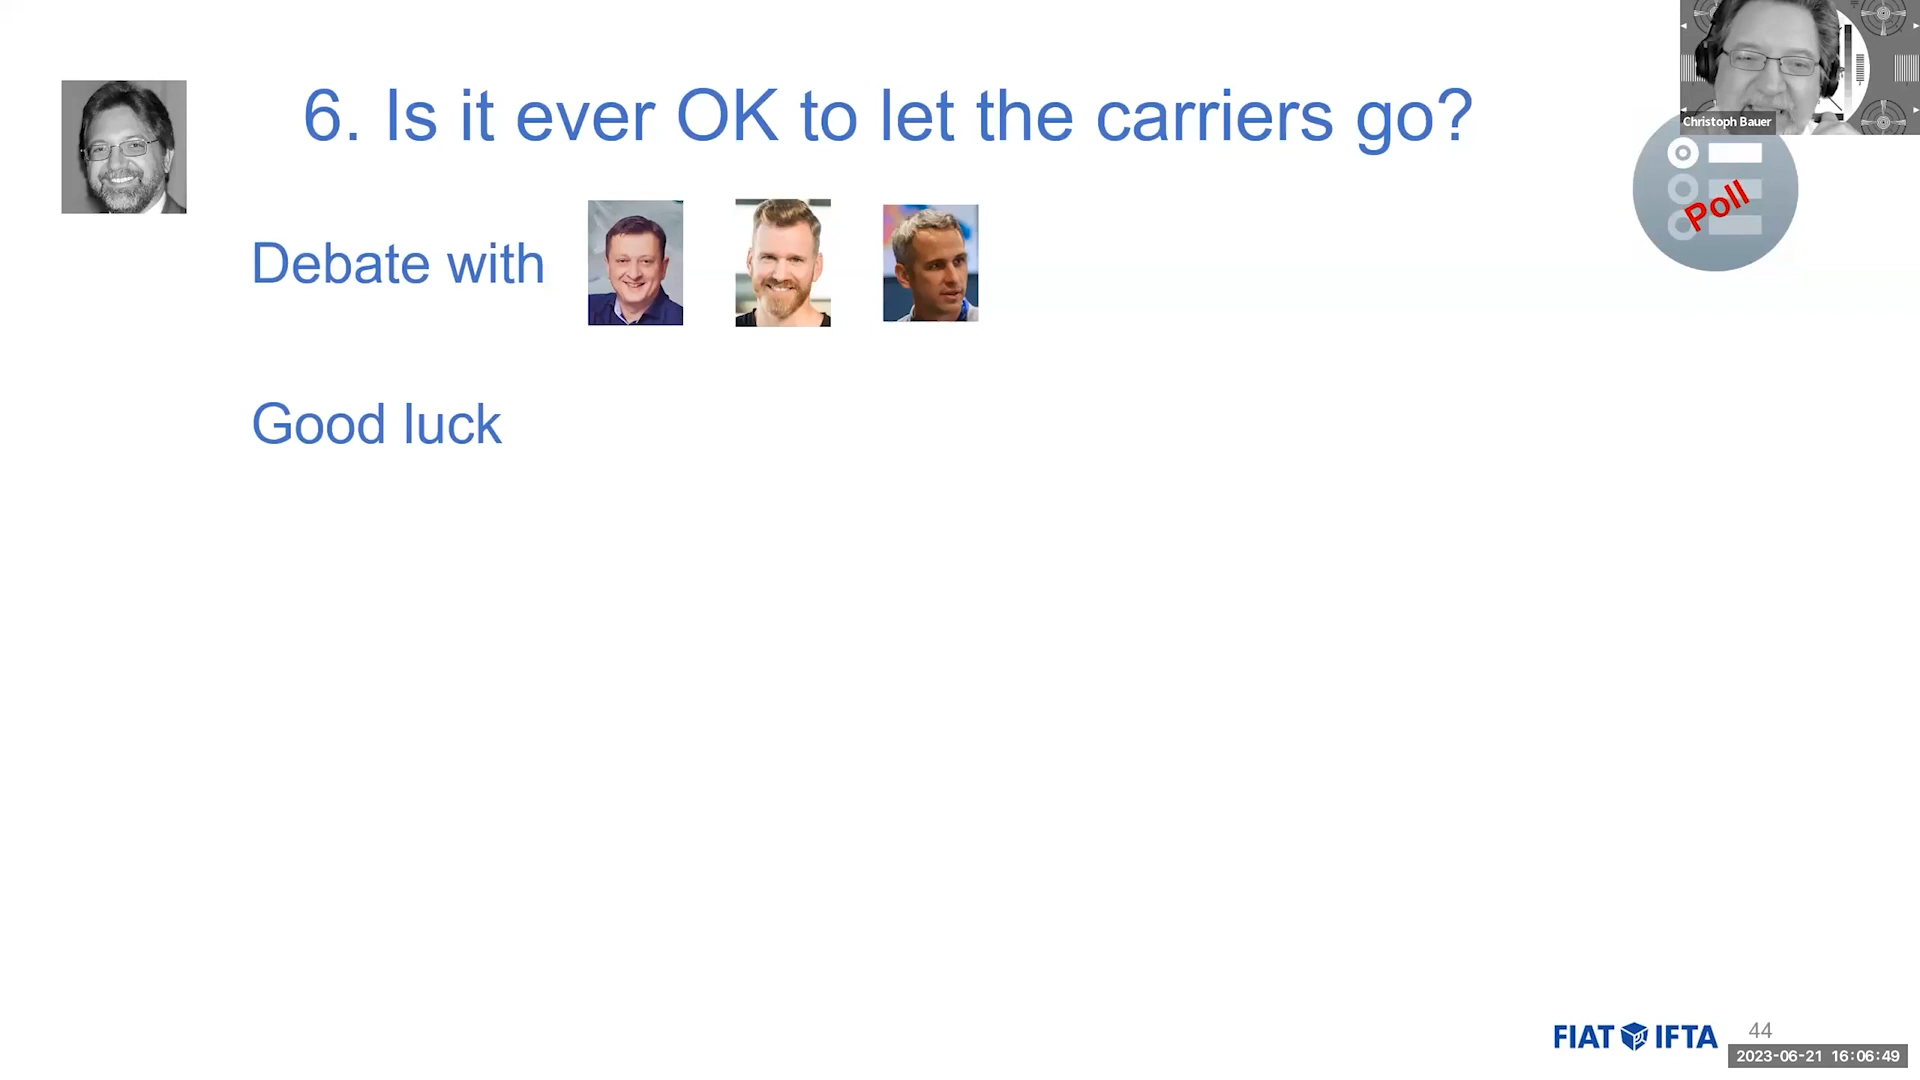 6. Is it ever OK to let the carriers go?
Christoph Bauer
Poll
Debate with
Good luck
FIAT IFTA
44
2023-06-21 16:06:49